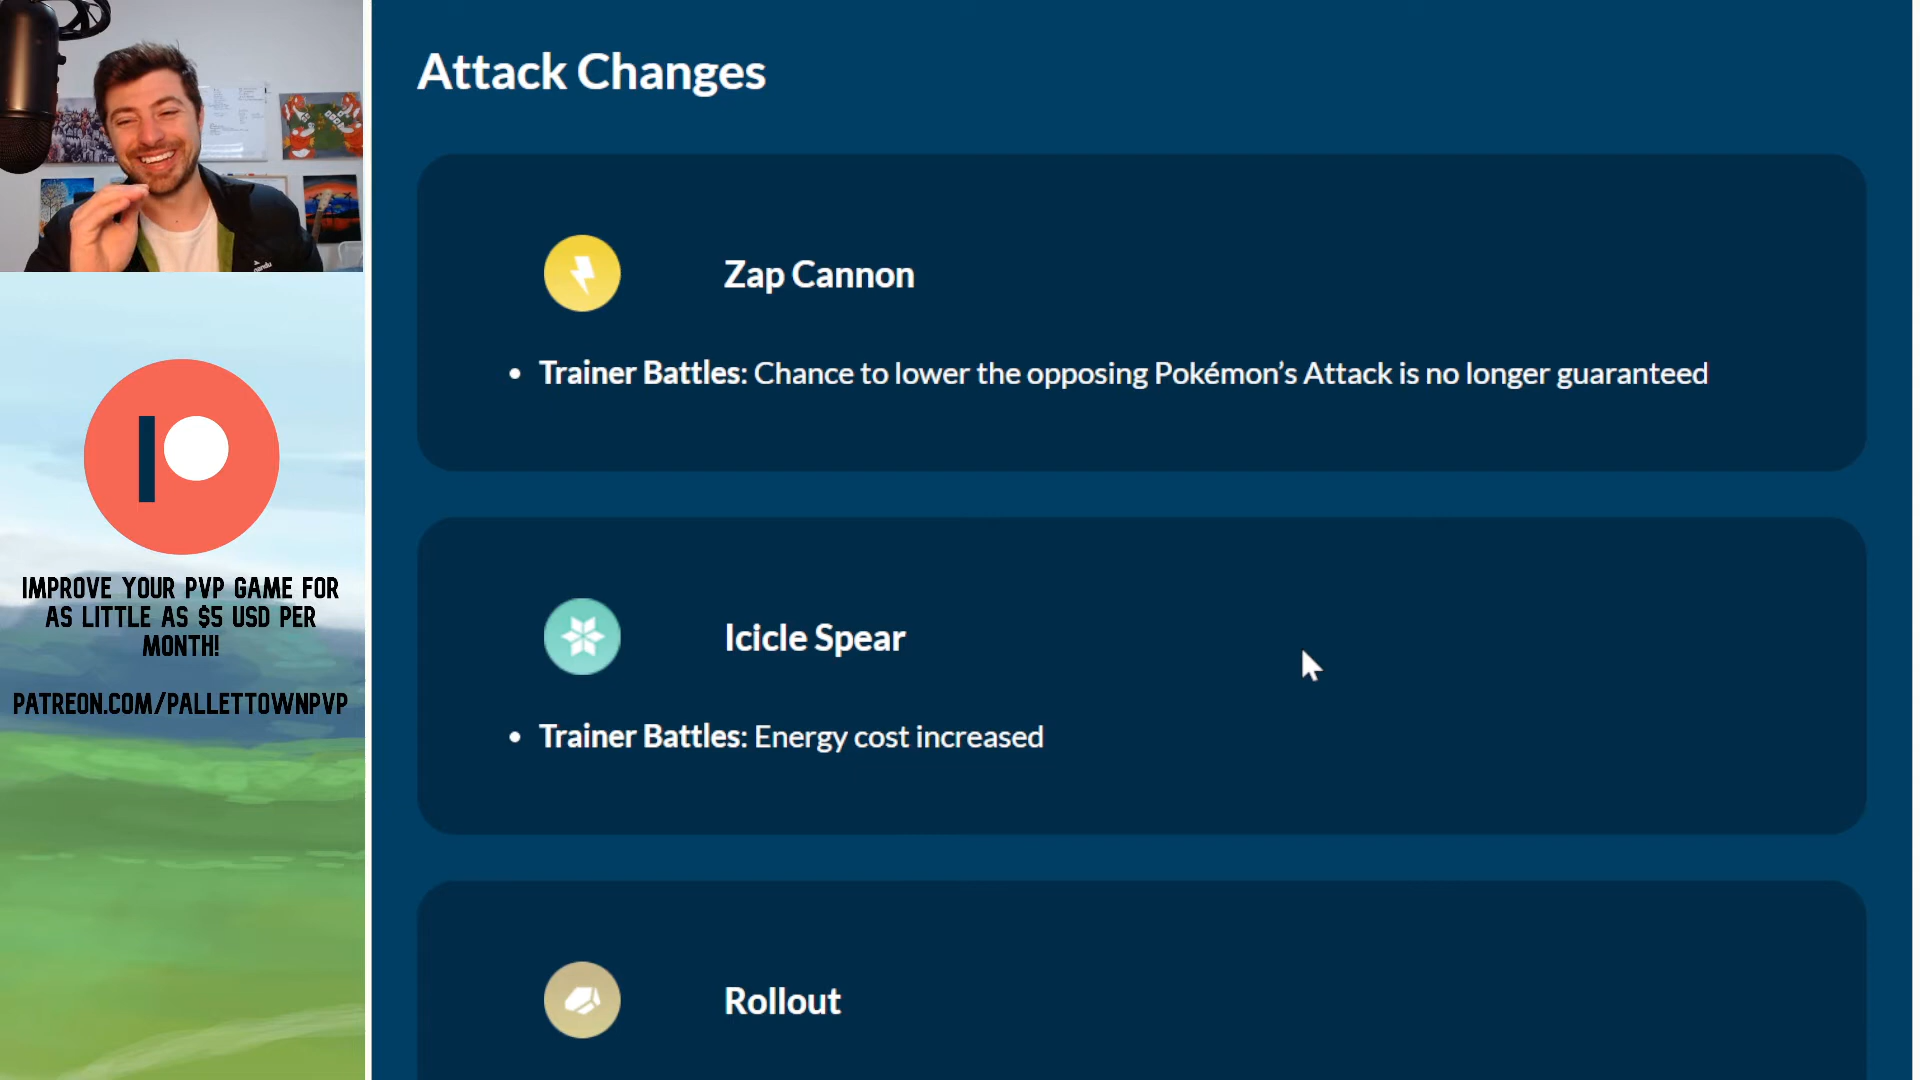 Attack Changes
Zap Cannon
• Trainer Battles: Chance to lower the opposing Pokémon’s Attack is no longer guaranteed
Icicle Spear
• Trainer Battles: Energy cost increased
Rollout
IMPROVE YOUR PVP GAME FOR
AS LITTLE AS $5 USD PER
MONTH!
PATREON.COM/PALLETTOWNPVP